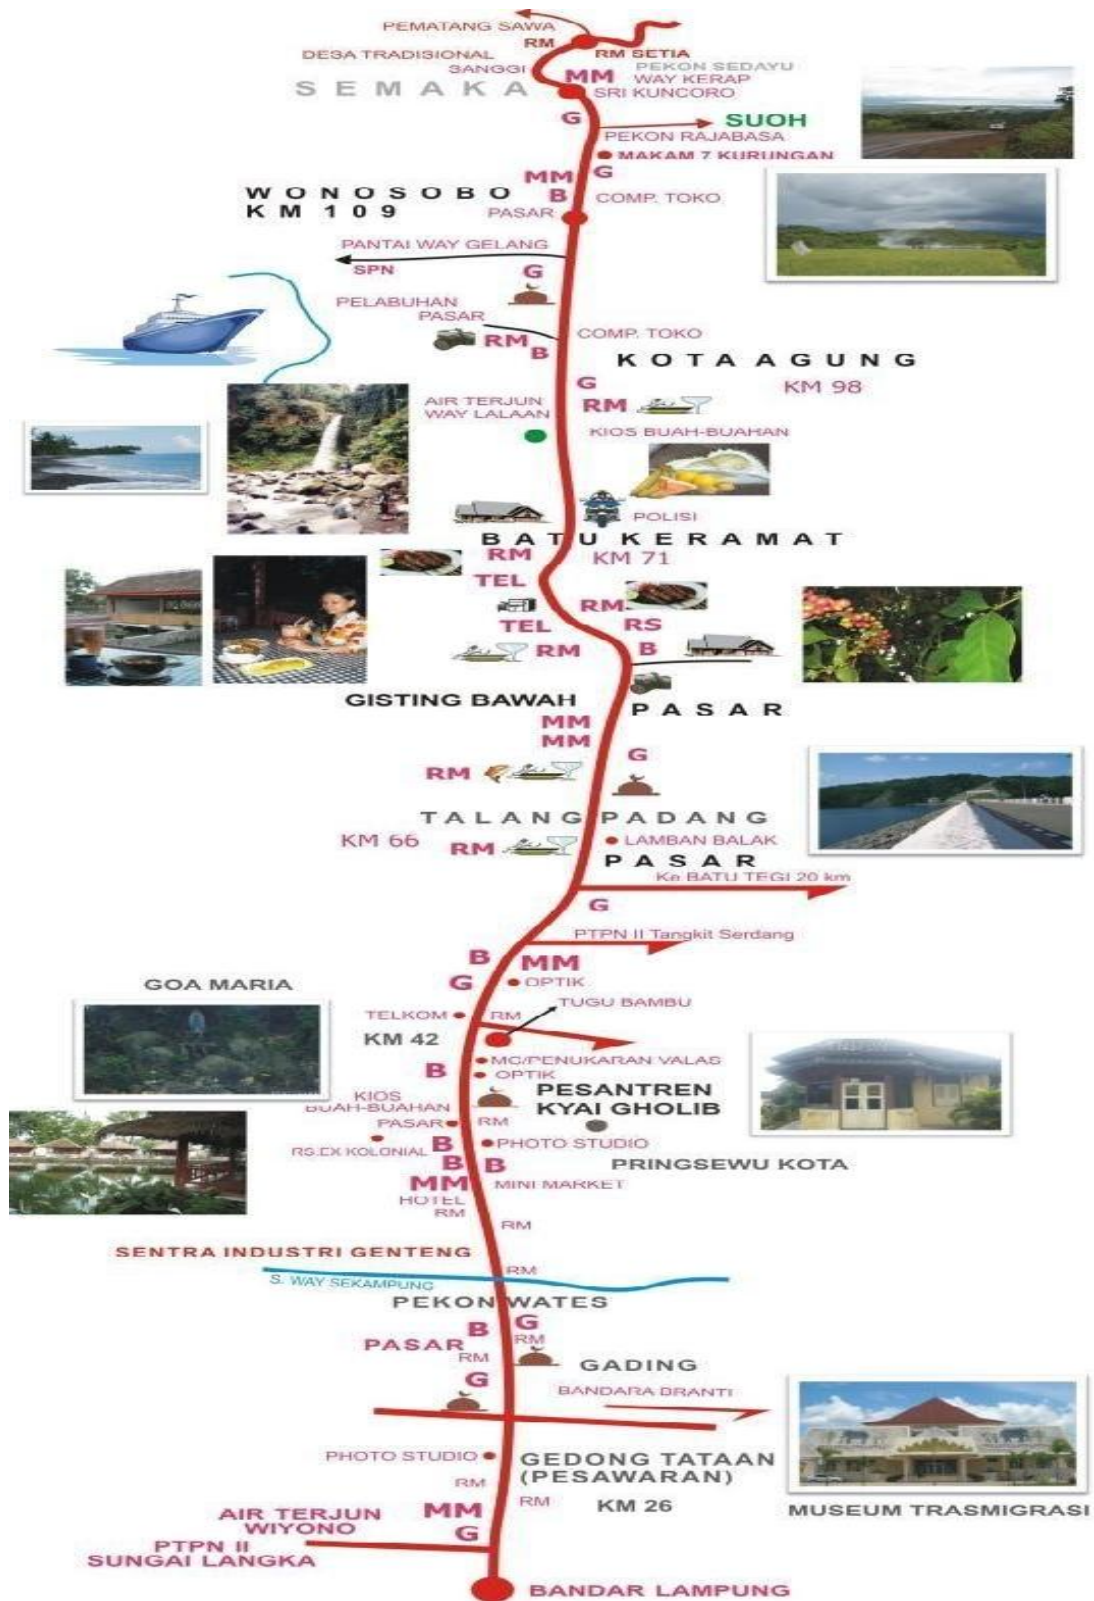 PEMATANG SAWA
RM
RM SETIA
DESA TRADISIONAL
SANGGI
PEKON SEDAYU
MM WAY KERAP
SEMAKA
SRI KUNCORO
G
SUOH
PEKON RAJABASA
MAKAM 7 KURUNGAN
MM
G
WONOSOBO
KM 109
B
COMP. TOKO
PASAR
PANTAI WAY GELANG
SPN
G
PELABUHAN
PASAR
RM
B
COMP. TOKO
KOTA AGUNG
KM 98
G
AIR TERJUN
WAY LALAAN
RM
KIOS BUAH-BUAHAN
POLISI
BATU KERAMAT
RM
KM 71
TEL
RM
TEL
RS
RM
B
GISTING BAWAH
PASAR
MM
MM
G
RM
TALANG PADANG
KM 66
RM
LAMBAN BALAK
PASAR
Ke BATU TEGI 20 km
G
PTPN II Tangkit Serdang
B
MM
G
OPTIK
GOA MARIA
TUGU BAMBU
TELKOM
RM
KM 42
MC/PENUKARAN VALAS
B
OPTIK
PESANTREN
KYAI GHOLIB
KIOS
BUAH-BUAHAN
PASAR
RM
B
PHOTO STUDIO
RS.EX KOLONIAL
B
B
PRINGSEWU KOTA
MM
MINI MARKET
HOTEL
RM
RM
SENTRA INDUSTRI GENTENG
RM
S. WAY SEKAMPUNG
PEKON WATES
B
G
PASAR
RM
RM
GADING
G
BANDARA BRANTI
PHOTO STUDIO
GEDONG TATAAN
(PESAWARAN)
RM
RM
KM 26
MUSEUM TRASMIGRASI
AIR TERJUN
WIYONO
MM
G
PTPN II
SUNGAI LANGKA
BANDAR LAMPUNG